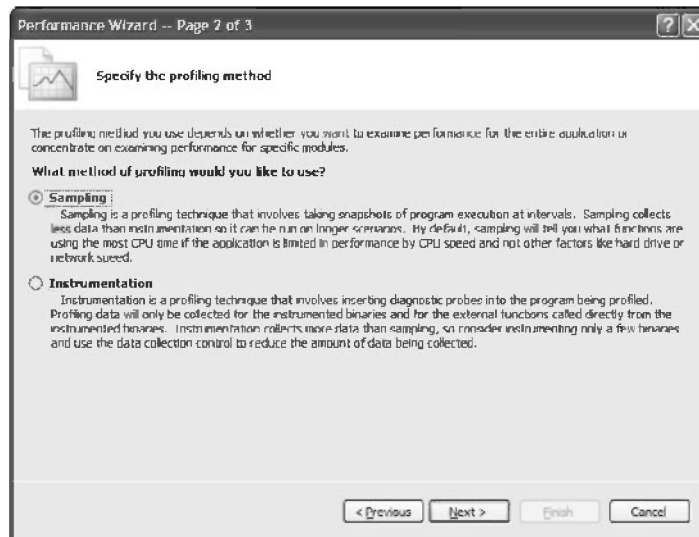 Performance Wizard -- Page 2 of 3
Specify the profiling method
The profiling method you use depends on whether you want to examine performance for the entire application or
concentrate on examining performance for specific modules.
What method of profiling would you like to use?
Sampling
Sampling is a profiling technique that involves taking snapshots of program execution at intervals. Sampling collects
less data than instrumentation so it can be run on longer scenarios. By default, sampling will tell you what functions are
using the most CPU time if the application is limited in performance by CPU speed and not other factors like hard drive or
network speed.
Instrumentation
Instrumentation is a profiling technique that involves inserting diagnostic probes into the program being profiled.
Profiling data will only be collected for the instrumented binaries and for the external functions called directly from the
instrumented binaries. Instrumentation collects more data than sampling, so consider instrumenting only a few binaries
and use the data collection control to reduce the amount of data being collected.
< Previous
Next >
Finish
Cancel